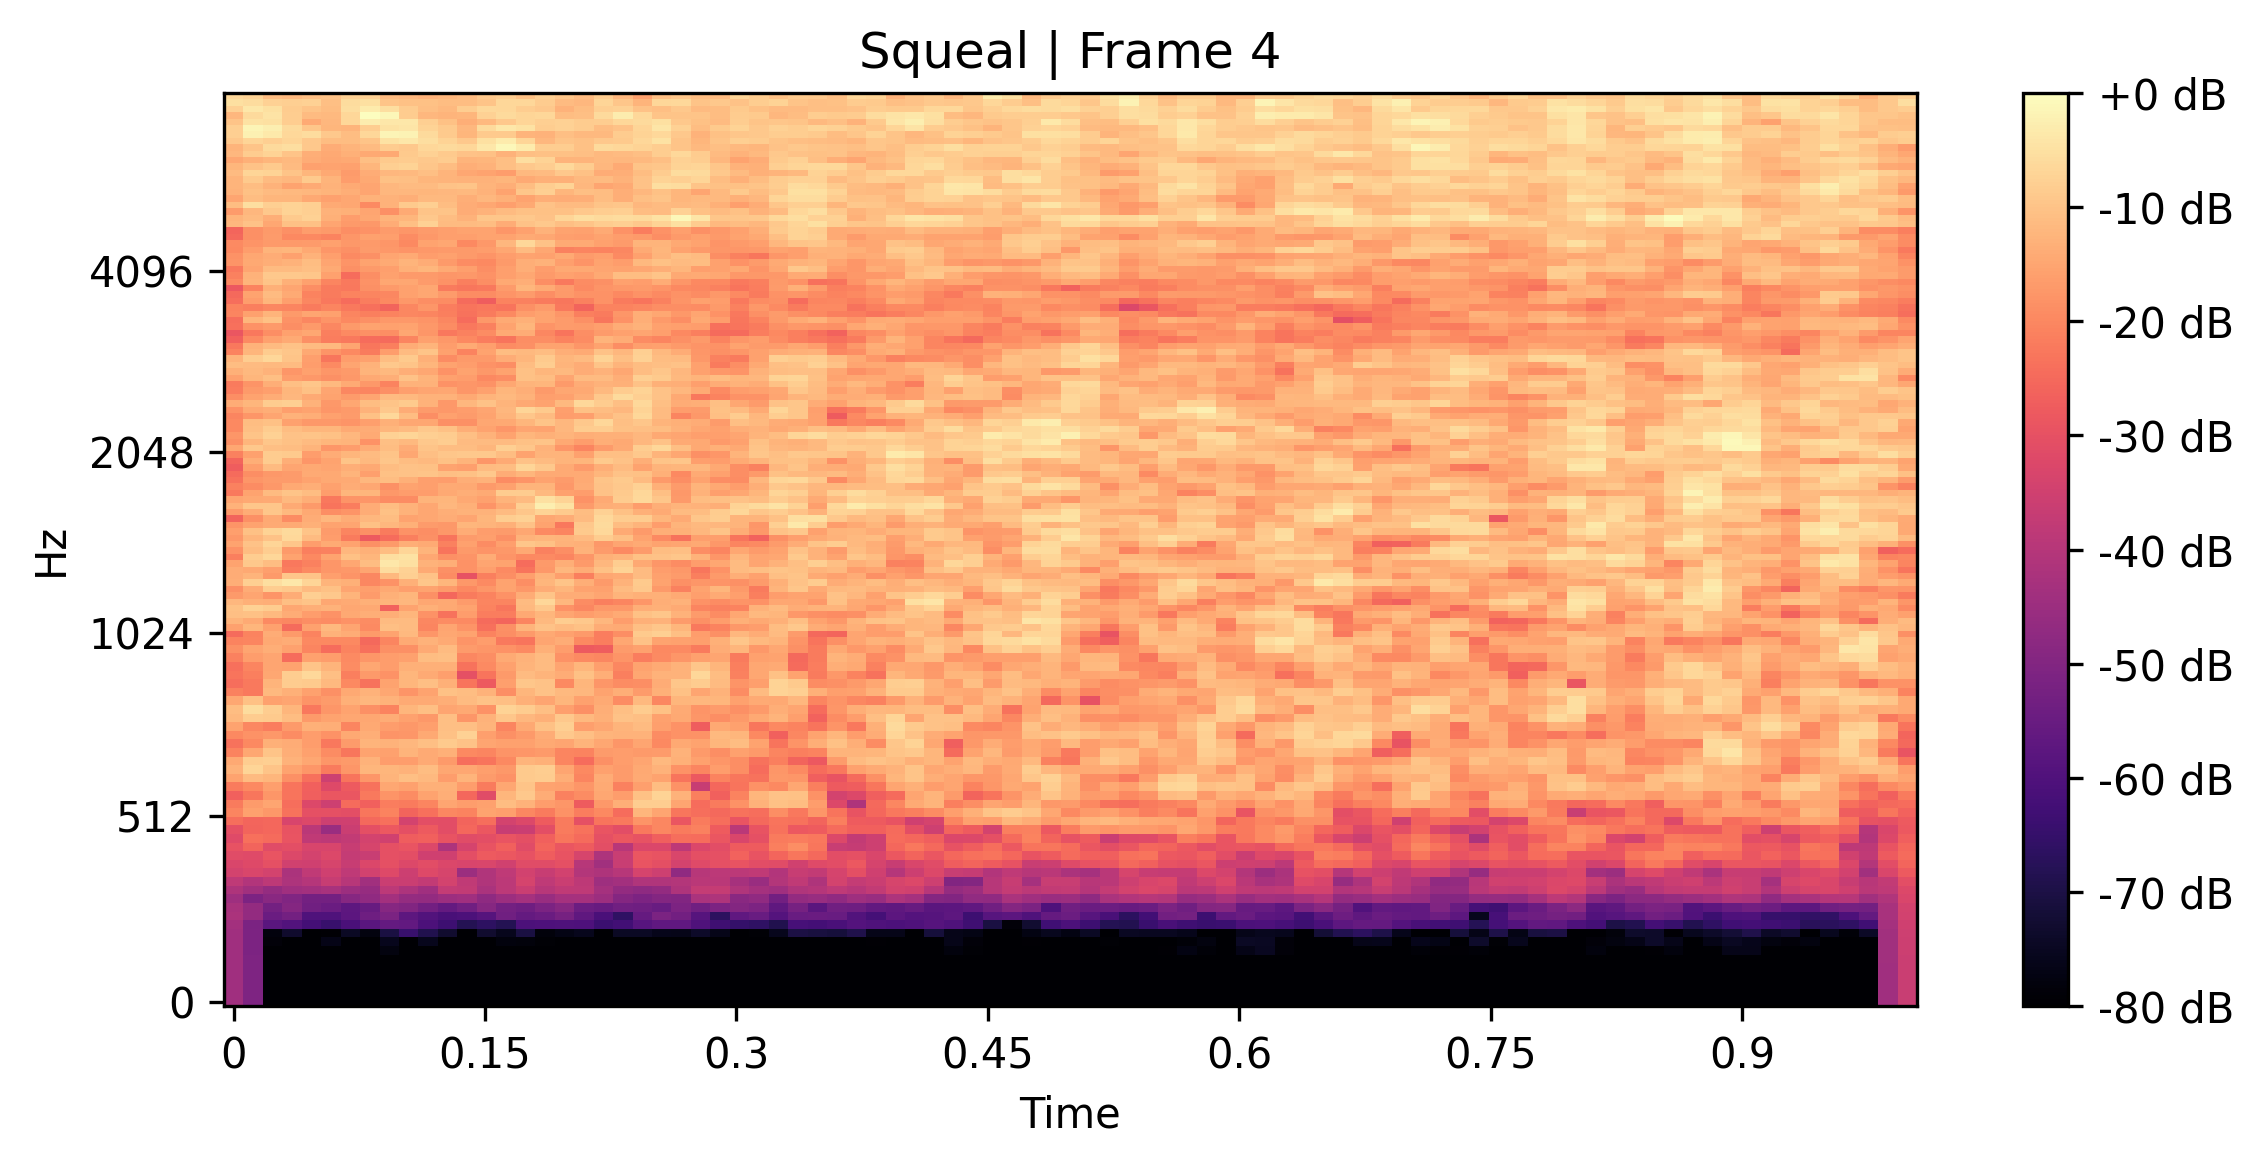 Squeal | Frame 4
+0 dB
-10 dB
4096
-20 dB
-30 dB
2048
Hz
-40 dB
1024
-50 dB
-60 dB
512
-70 dB
0
-80 dB
0 0.15 0.3 0.45 0.6 0.75 0.9
Time